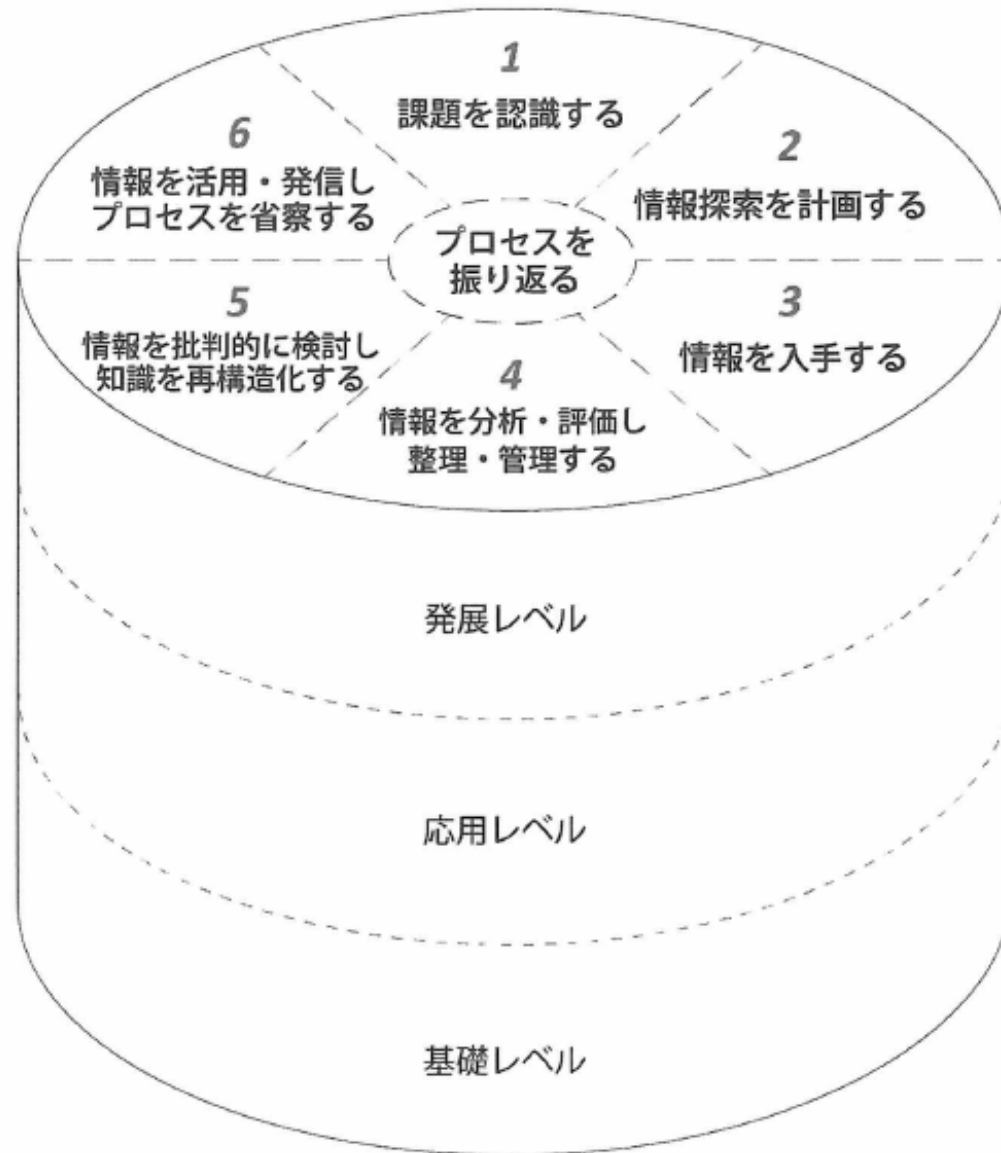 1
課題を認識する
2
情報探索を計画する
3
情報を入手する
4
情報を分析・評価し
整理・管理する
5
情報を批判的に検討し
知識を再構造化する
6
情報を活用・発信し
プロセスを省察する
プロセスを
振り返る
発展レベル
応用レベル
基礎レベル